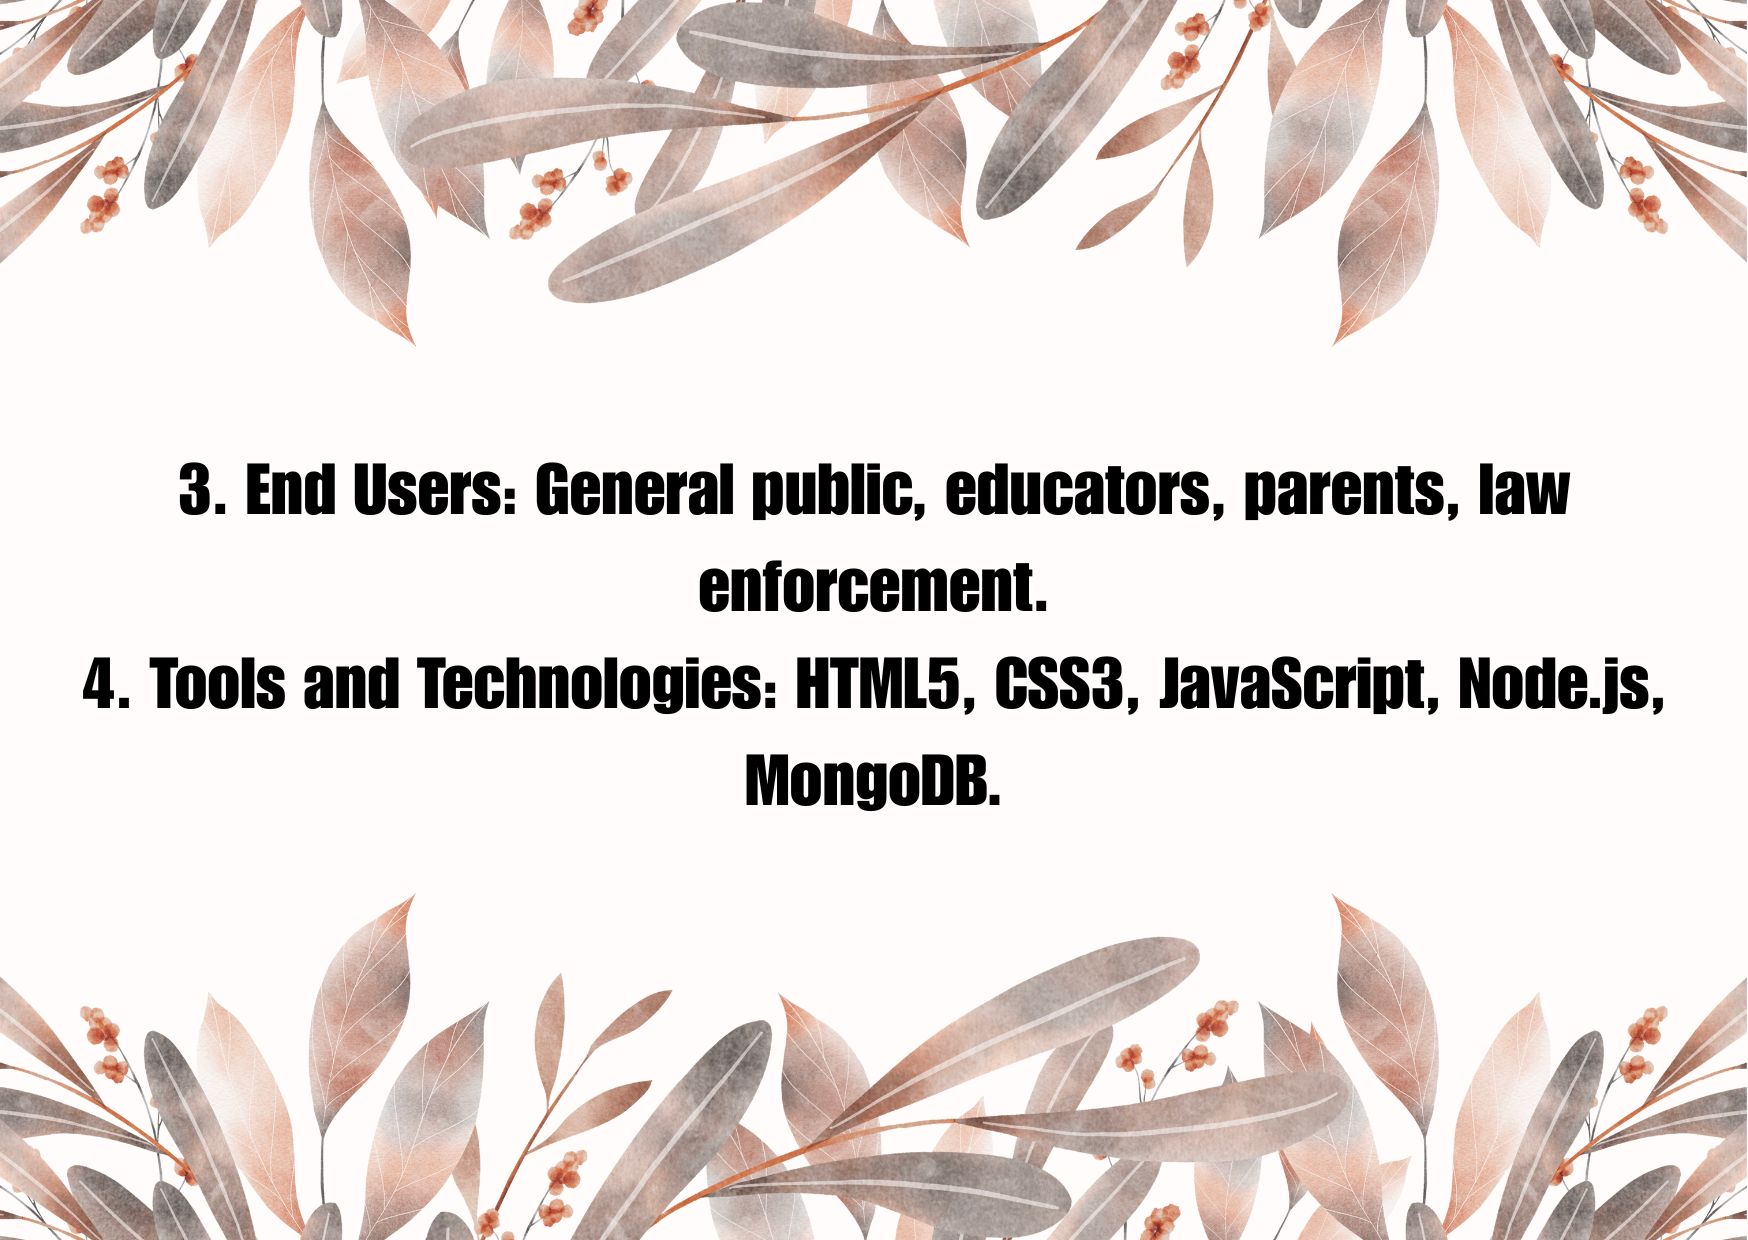 3. End Users: General public, educators, parents, law
enforcement.
4. Tools and Technologies: HTML5, CSS3, JavaScript, Node.js,
MongoDB.